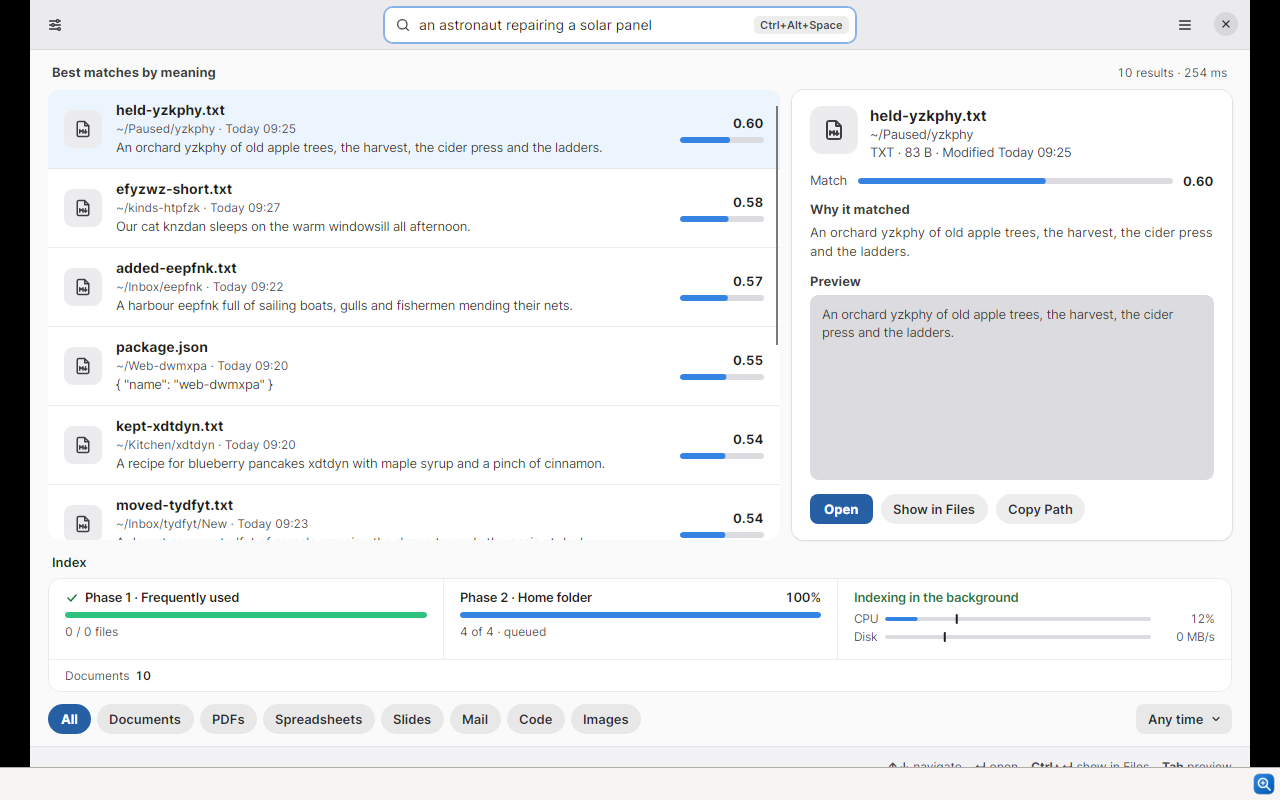 an astronaut repairing a solar panel
Ctrl+Alt+Space
Best matches by meaning
10 results · 254 ms
held-yzkphy.txt
~/Paused/yzkphy · Today 09:25
An orchard yzkphy of old apple trees, the harvest, the cider press and the ladders.
0.60
efyzwz-short.txt
~/kinds-htpfzk · Today 09:27
Our cat knzdan sleeps on the warm windowsill all afternoon.
0.58
added-eepfnk.txt
~/Inbox/eepfnk · Today 09:22
A harbour eepfnk full of sailing boats, gulls and fishermen mending their nets.
0.57
package.json
~/Web-dwmxpa · Today 09:20
{ "name": "web-dwmxpa" }
0.55
kept-xdtdyn.txt
~/Kitchen/xdtdyn · Today 09:20
A recipe for blueberry pancakes xdtdyn with maple syrup and a pinch of cinnamon.
0.54
moved-tydfyt.txt
~/Inbox/tydfyt/New · Today 09:23
0.54
held-yzkphy.txt
~/Paused/yzkphy
TXT · 83 B · Modified Today 09:25
Match
0.60
Why it matched
An orchard yzkphy of old apple trees, the harvest, the cider press
and the ladders.
Preview
An orchard yzkphy of old apple trees, the harvest, the cider
press and the ladders.
Open
Show in Files
Copy Path
Index
Phase 1 · Frequently used
0 / 0 files
Phase 2 · Home folder
100%
4 of 4 · queued
Indexing in the background
CPU
12%
Disk
0 MB/s
Documents 10
All
Documents
PDFs
Spreadsheets
Slides
Mail
Code
Images
Any time
navigate
open
Ctrl+ show in Files
Tab preview